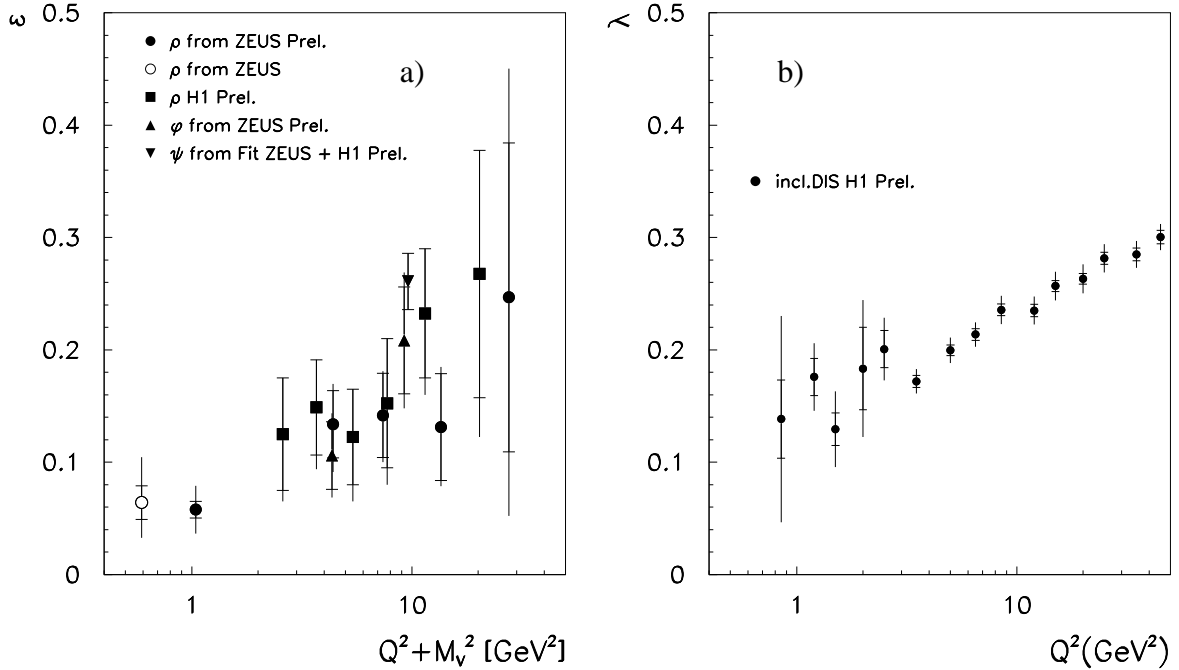 ε
0.5
0.4
0.3
0.2
0.1
0
a)
ρ from ZEUS Prel.
ρ from ZEUS
ρ H1 Prel.
φ from ZEUS Prel.
ψ from Fit ZEUS + H1 Prel.
1
10
Q²+Mᵥ² [GeV²]
λ
0.5
0.4
0.3
0.2
0.1
0
b)
incl.DIS H1 Prel.
1
10
Q²(GeV²)